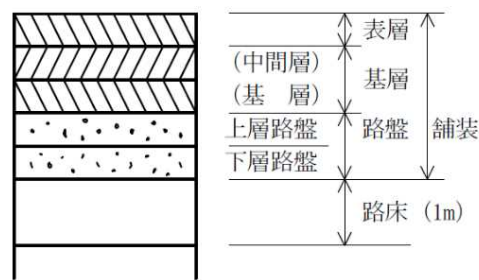 表層
(中間層)
(基 層)
基層
上層路盤
下層路盤
路盤
舗装
路床 (1m)